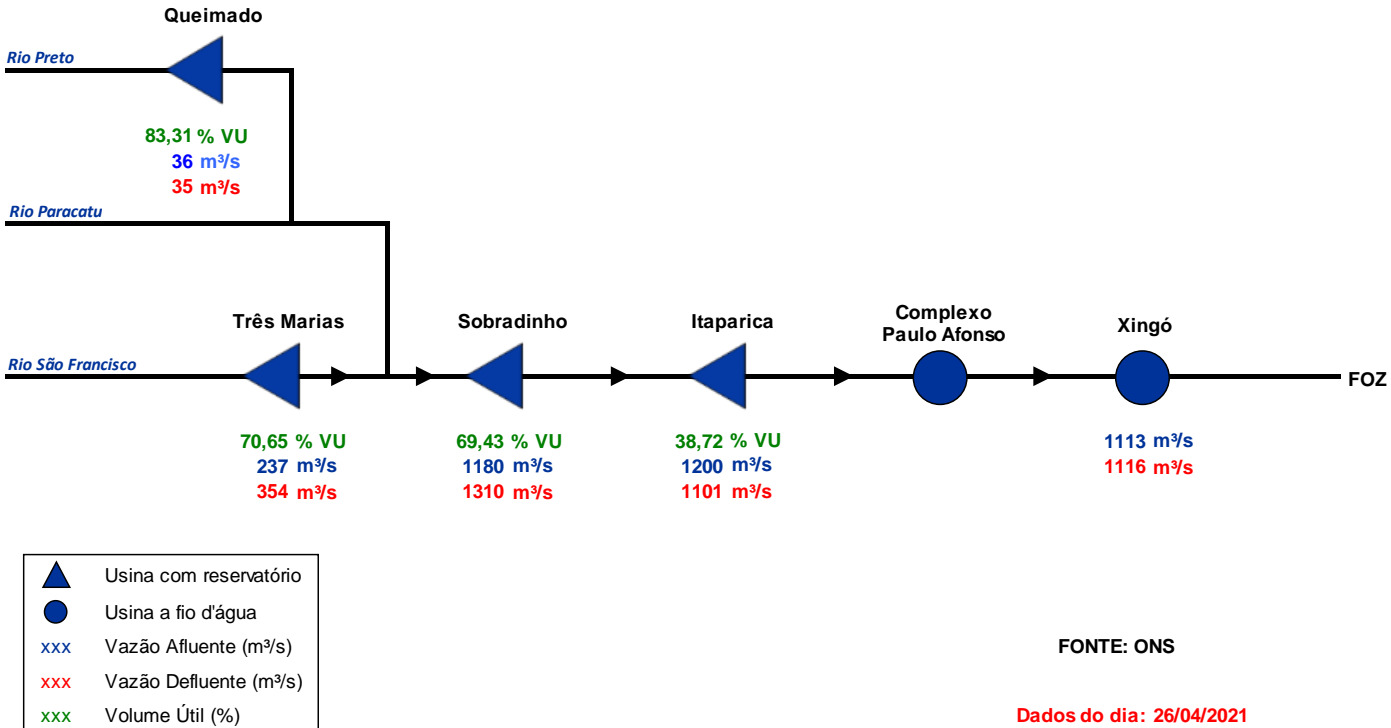 Queimado
Rio Preto
83,31 % VU
36 m³/s
35 m³/s
Rio Paracatu
Três Marias
Sobradinho
Itaparica
Complexo
Paulo Afonso
Xingó
Rio São Francisco
FOZ
70,65 % VU
237 m³/s
354 m³/s
69,43 % VU
1180 m³/s
1310 m³/s
38,72 % VU
1200 m³/s
1101 m³/s
1113 m³/s
1116 m³/s
Usina com reservatório
Usina a fio d'água
xxx Vazão Afluente (m³/s)
xxx Vazão Defluente (m³/s)
xxx Volume Útil (%)
FONTE: ONS
Dados do dia: 26/04/2021